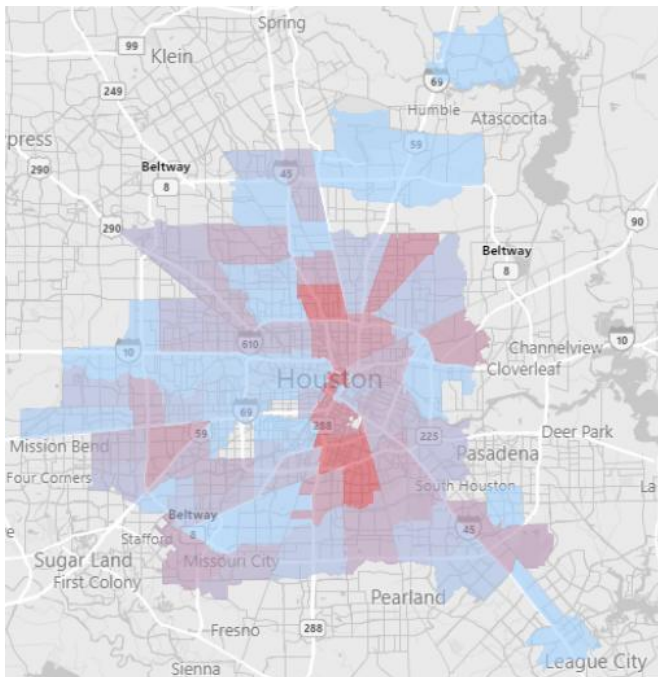 Spring
99
Klein
69
249
Humble
Atascocita
press
59
290
Beltway
8
45
290
90
Beltway
8
610
10
10
Channelview
Cloverleaf
Houston
69
288
59
225
Deer Park
Mission Bend
Pasadena
Four Corners
South Houston
La
Beltway
8
45
Stafford
e
Sugar Land
Missouri City
First Colony
Pearland
Fresno
288
League City
Sienna